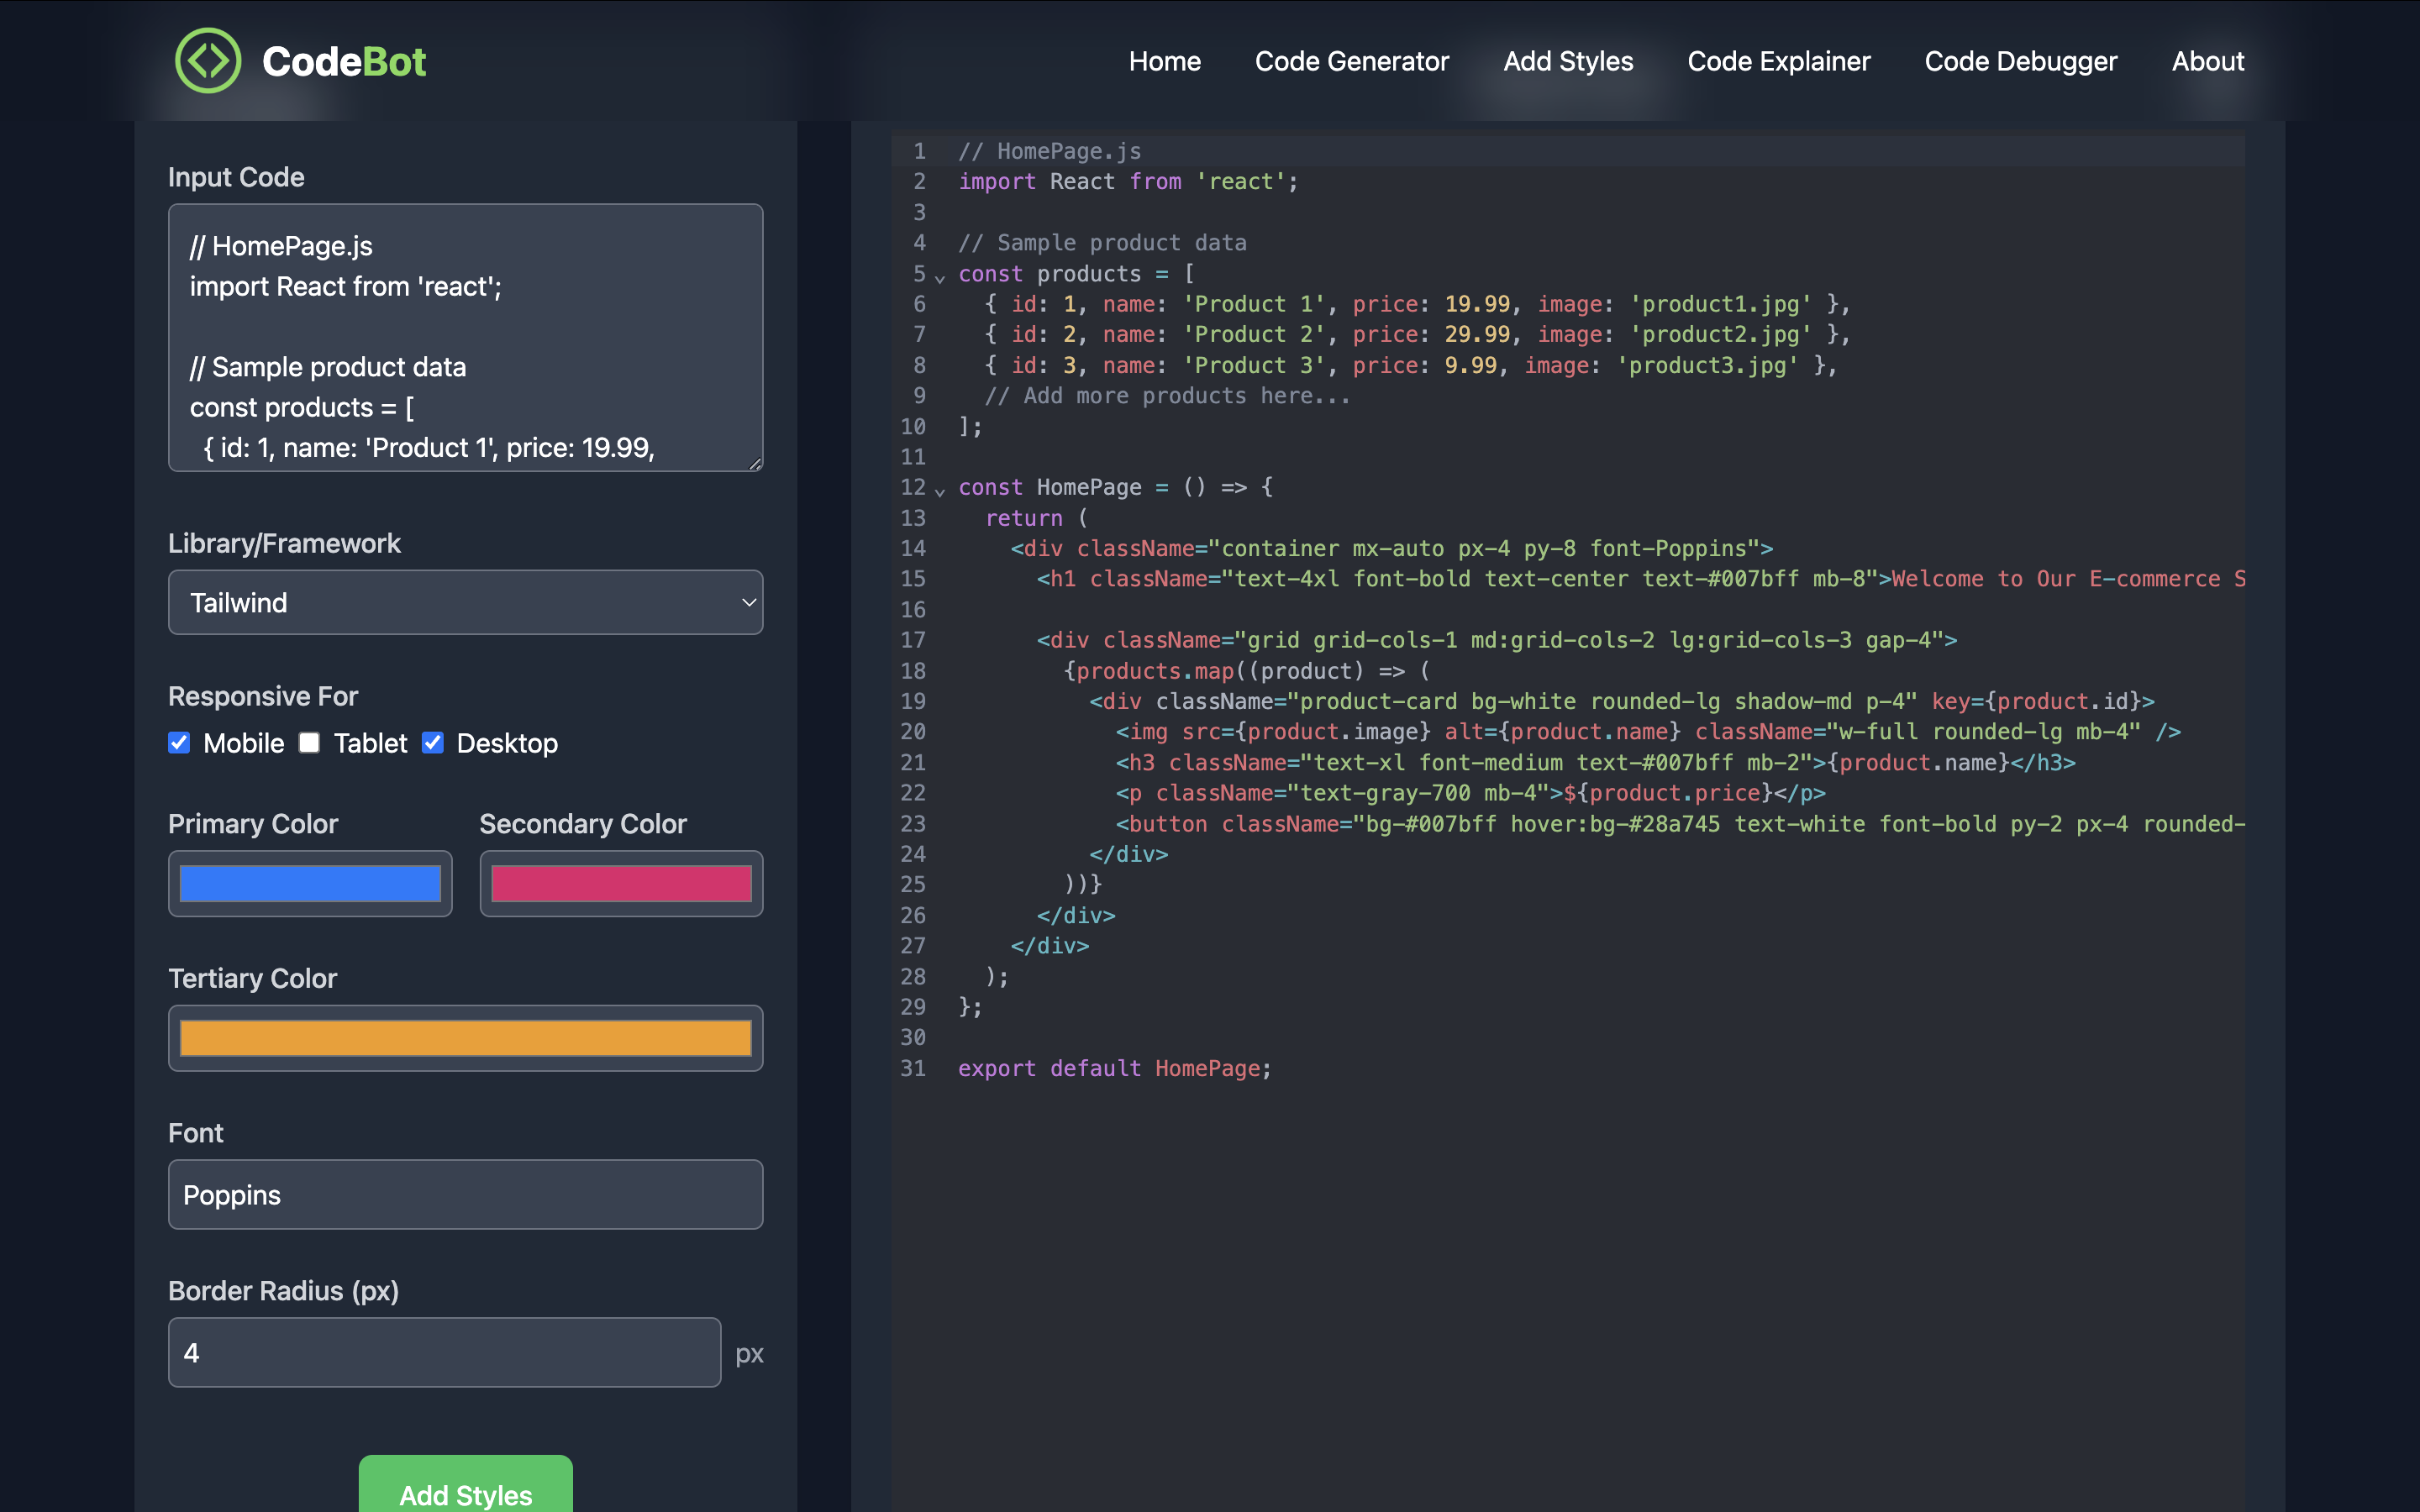 CodeBot
Home Code Generator Add Styles Code Explainer Code Debugger About
Input Code
// HomePage.js
import React from 'react';
// Sample product data
const products = [
{ id: 1, name: 'Product 1', price: 19.99,
Library/Framework
Tailwind
Responsive For
Mobile Tablet Desktop
Primary Color Secondary Color
Tertiary Color
Font
Poppins
Border Radius (px)
4 px
Add Styles
1 // HomePage.js
2 import React from 'react';
3
4 // Sample product data
5 const products = [
6 { id: 1, name: 'Product 1', price: 19.99, image: 'product1.jpg' },
7 { id: 2, name: 'Product 2', price: 29.99, image: 'product2.jpg' },
8 { id: 3, name: 'Product 3', price: 9.99, image: 'product3.jpg' },
9 // Add more products here...
10 ];
11
12 const HomePage = () => {
13 return (
14 <div className="container mx-auto px-4 py-8 font-Poppins">
15 <h1 className="text-4xl font-bold text-center text-#007bff mb-8">Welcome to Our E-commerce S
16
17 <div className="grid grid-cols-1 md:grid-cols-2 lg:grid-cols-3 gap-4">
18 {products.map((product) => (
19 <div className="product-card bg-white rounded-lg shadow-md p-4" key={product.id}>
20 <img src={product.image} alt={product.name} className="w-full rounded-lg mb-4" />
21 <h3 className="text-xl font-medium text-#007bff mb-2">{product.name}</h3>
22 <p className="text-gray-700 mb-4">${product.price}</p>
23 <button className="bg-#007bff hover:bg-#28a745 text-white font-bold py-2 px-4 rounded-
24 </div>
25 ))}
26 </div>
27 </div>
28 );
29 };
30
31 export default HomePage;